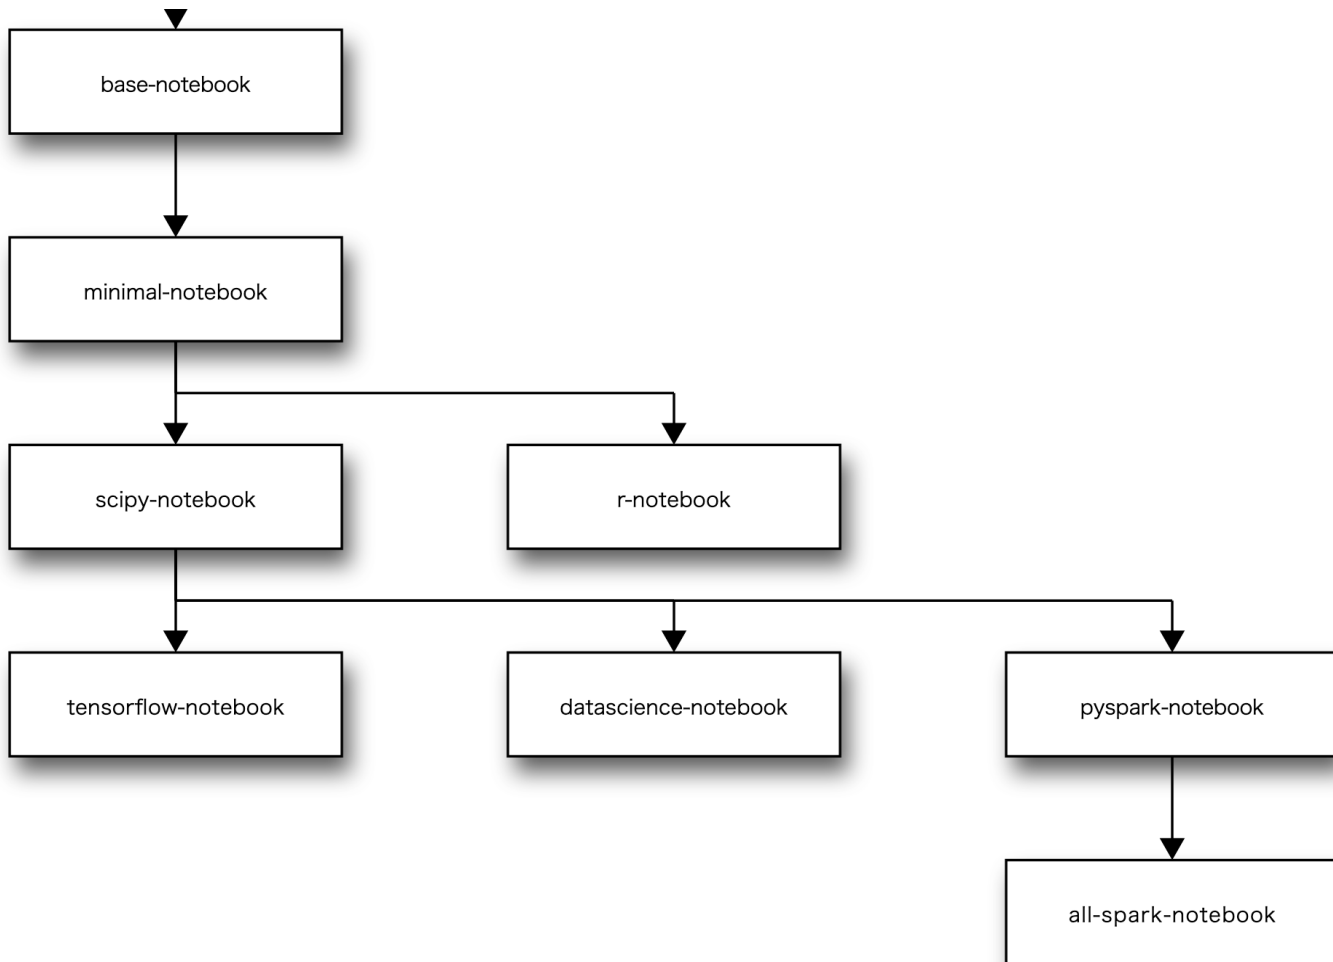 base-notebook
minimal-notebook
scipy-notebook
r-notebook
tensorflow-notebook
datascience-notebook
pyspark-notebook
all-spark-notebook